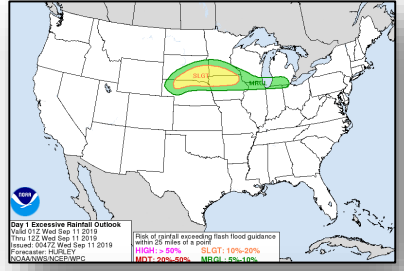 SLGT
MRGL
NOAA
Day 1 Excessive Rainfall Outlook
Valid 01Z Wed Sep 11 2019
Thru 12Z Wed Sep 11 2019
Issued: 0047Z Wed Sep 11 2019
Forecaster: HURLEY
NOAA/NWS/NCEP/WPC
Risk of rainfall exceeding flash flood guidance
within 25 miles of a point
HIGH: > 50% SLGT: 10%-20%
MDT: 20%-50% MRGL: 5%-10%